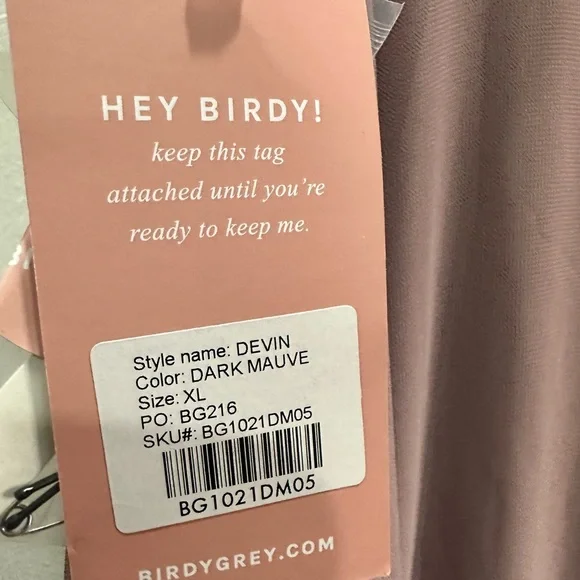 HEY BIRDY!
keep this tag
attached until you're
ready to keep me.
Style name: DEVIN
Color: DARK MAUVE
Size: XL
PO: BG216
SKU#: BG1021DM05
BG1021DM05
BIRDYGREY.COM